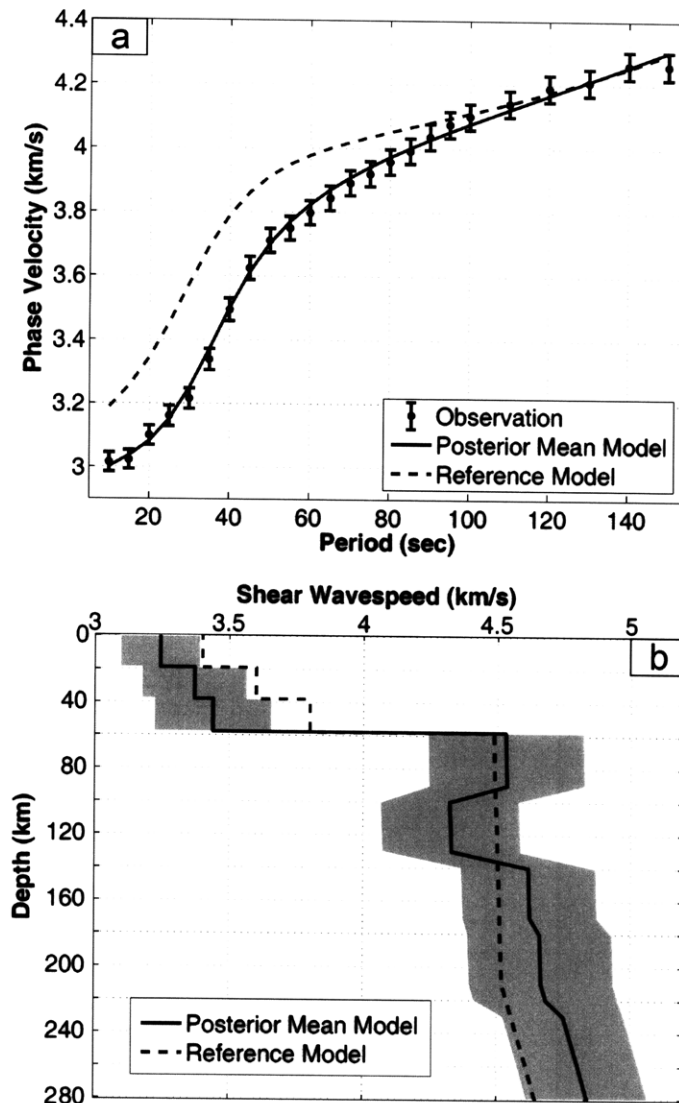 a
4.4
4.2
4
3.8
3.6
3.4
3.2
3
Phase Velocity (km/s)
Observation
Posterior Mean Model
Reference Model
20 40 60 80 100 120 140
Period (sec)
Shear Wavespeed (km/s)
3 3.5 4 4.5 5
b
0
40
80
120
160
200
240
280
Depth (km)
Posterior Mean Model
Reference Model